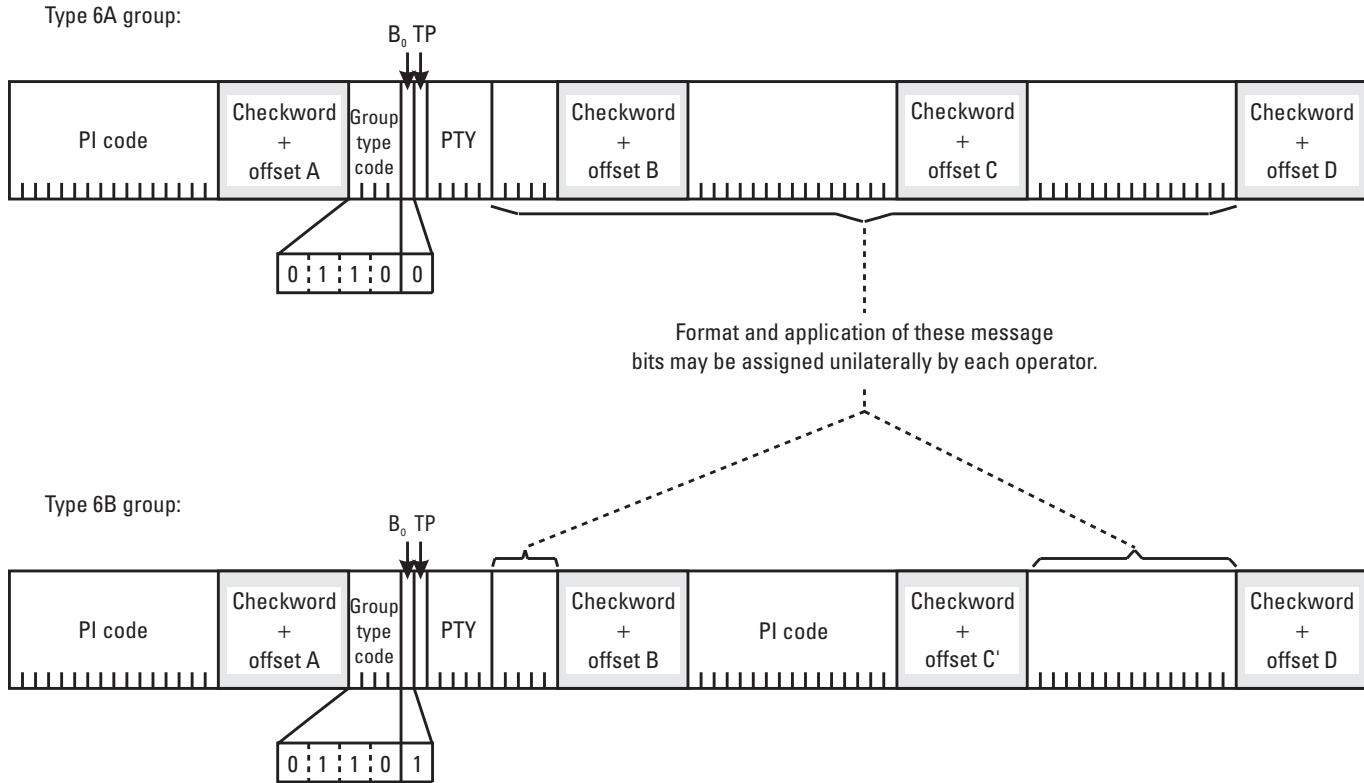 Type 6A group:
B₀ TP
PI code
Checkword
+
offset A
Group
type
code
PTY
Checkword
+
offset B
Checkword
+
offset C
Checkword
+
offset D
0 1 1 0 0
Format and application of these message
bits may be assigned unilaterally by each operator.
Type 6B group:
B₀ TP
PI code
Checkword
+
offset A
Group
type
code
PTY
Checkword
+
offset B
PI code
Checkword
+
offset C'
Checkword
+
offset D
0 1 1 0 1